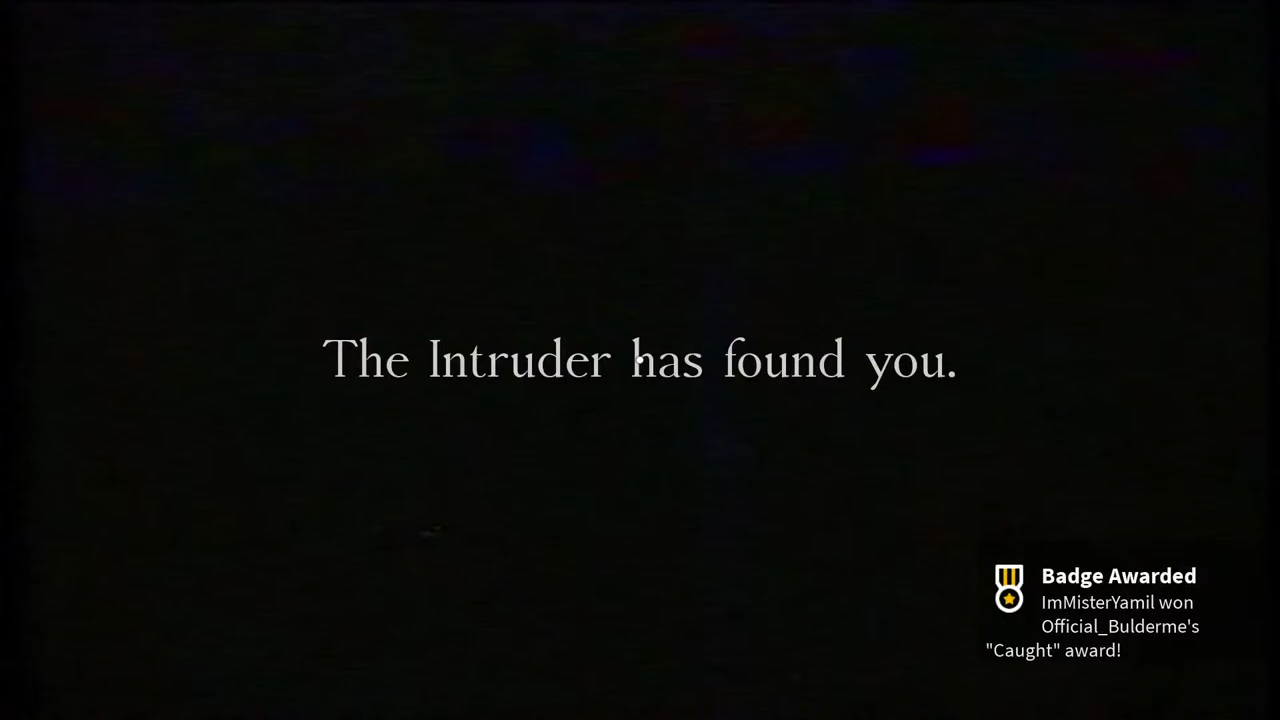 The Intruder has found you.
Badge Awarded
ImMisterYamil won
Official_Bulderme's
"Caught" award!